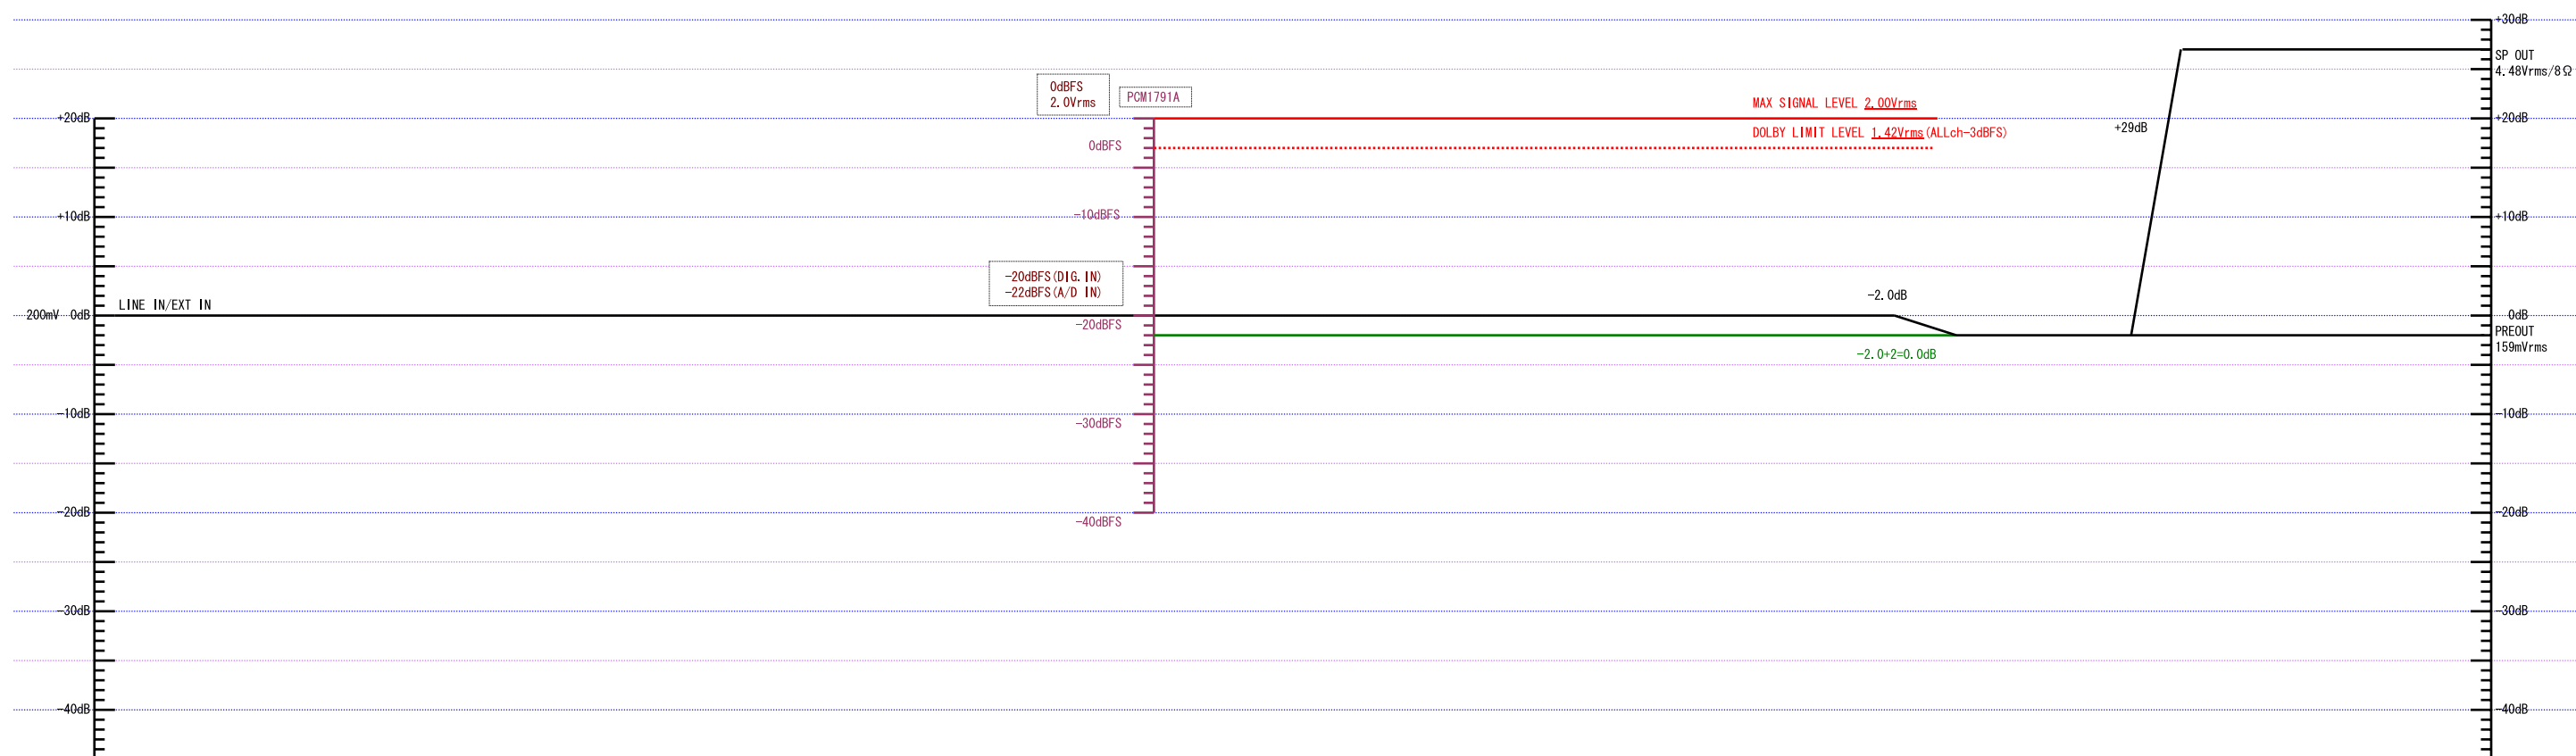 +30dB
SP OUT
4.48Vrms/8Ω
0dBFS
2.0Vrms
PCM1791A
MAX SIGNAL LEVEL 2.00Vrms
+20dB
+20dB
+29dB
DOLBY LIMIT LEVEL 1.42Vrms(ALLch-3dBFS)
0dBFS
+10dB
-10dBFS
+10dB
-20dBFS(DIG.IN)
-22dBFS(A/D IN)
-2.0dB
LINE IN/EXT IN
200mV 0dB
0dB
-20dBFS
PREOUT
159mVrms
-2.0+2=0.0dB
-10dB
-10dB
-30dBFS
-20dB
-20dB
-40dBFS
-30dB
-30dB
-40dB
-40dB